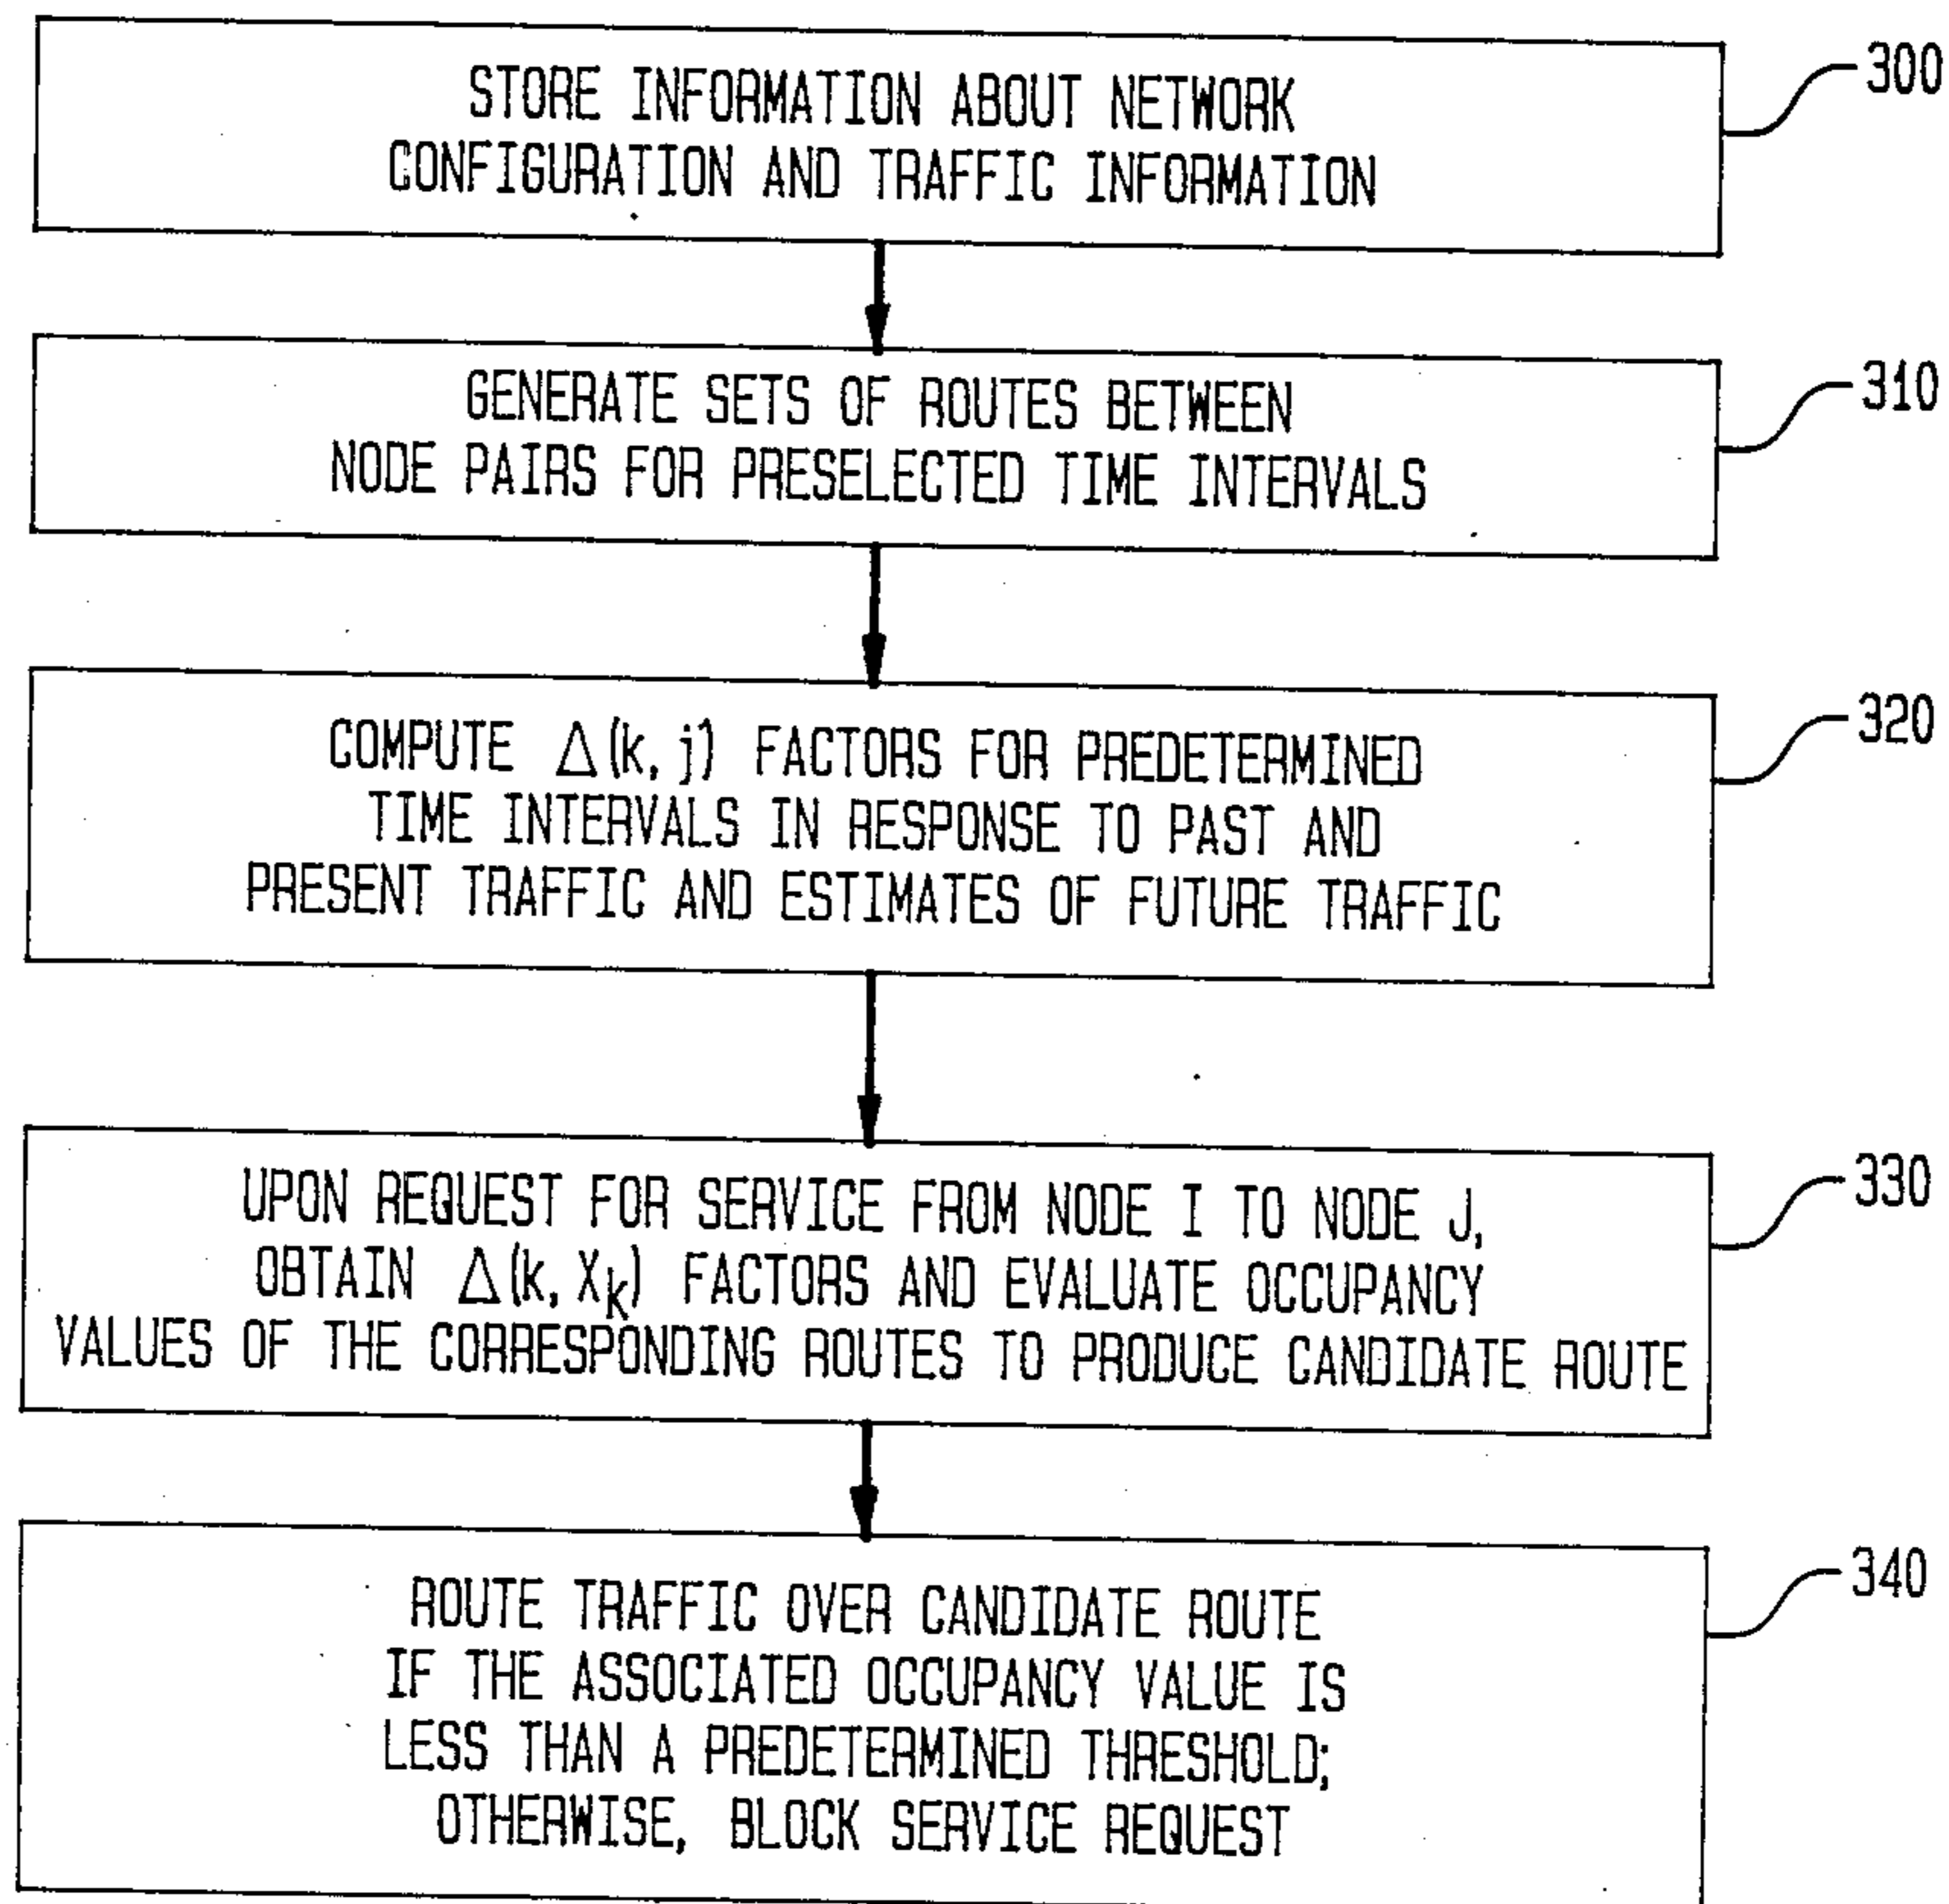 STORE INFORMATION ABOUT NETWORK
CONFIGURATION AND TRAFFIC INFORMATION
300
GENERATE SETS OF ROUTES BETWEEN
NODE PAIRS FOR PRESELECTED TIME INTERVALS
310
COMPUTE Δ(k, j) FACTORS FOR PREDETERMINED
TIME INTERVALS IN RESPONSE TO PAST AND
PRESENT TRAFFIC AND ESTIMATES OF FUTURE TRAFFIC
320
UPON REQUEST FOR SERVICE FROM NODE I TO NODE J,
OBTAIN Δ(k, Xk) FACTORS AND EVALUATE OCCUPANCY
VALUES OF THE CORRESPONDING ROUTES TO PRODUCE CANDIDATE ROUTE
330
ROUTE TRAFFIC OVER CANDIDATE ROUTE
IF THE ASSOCIATED OCCUPANCY VALUE IS
LESS THAN A PREDETERMINED THRESHOLD;
OTHERWISE, BLOCK SERVICE REQUEST
340